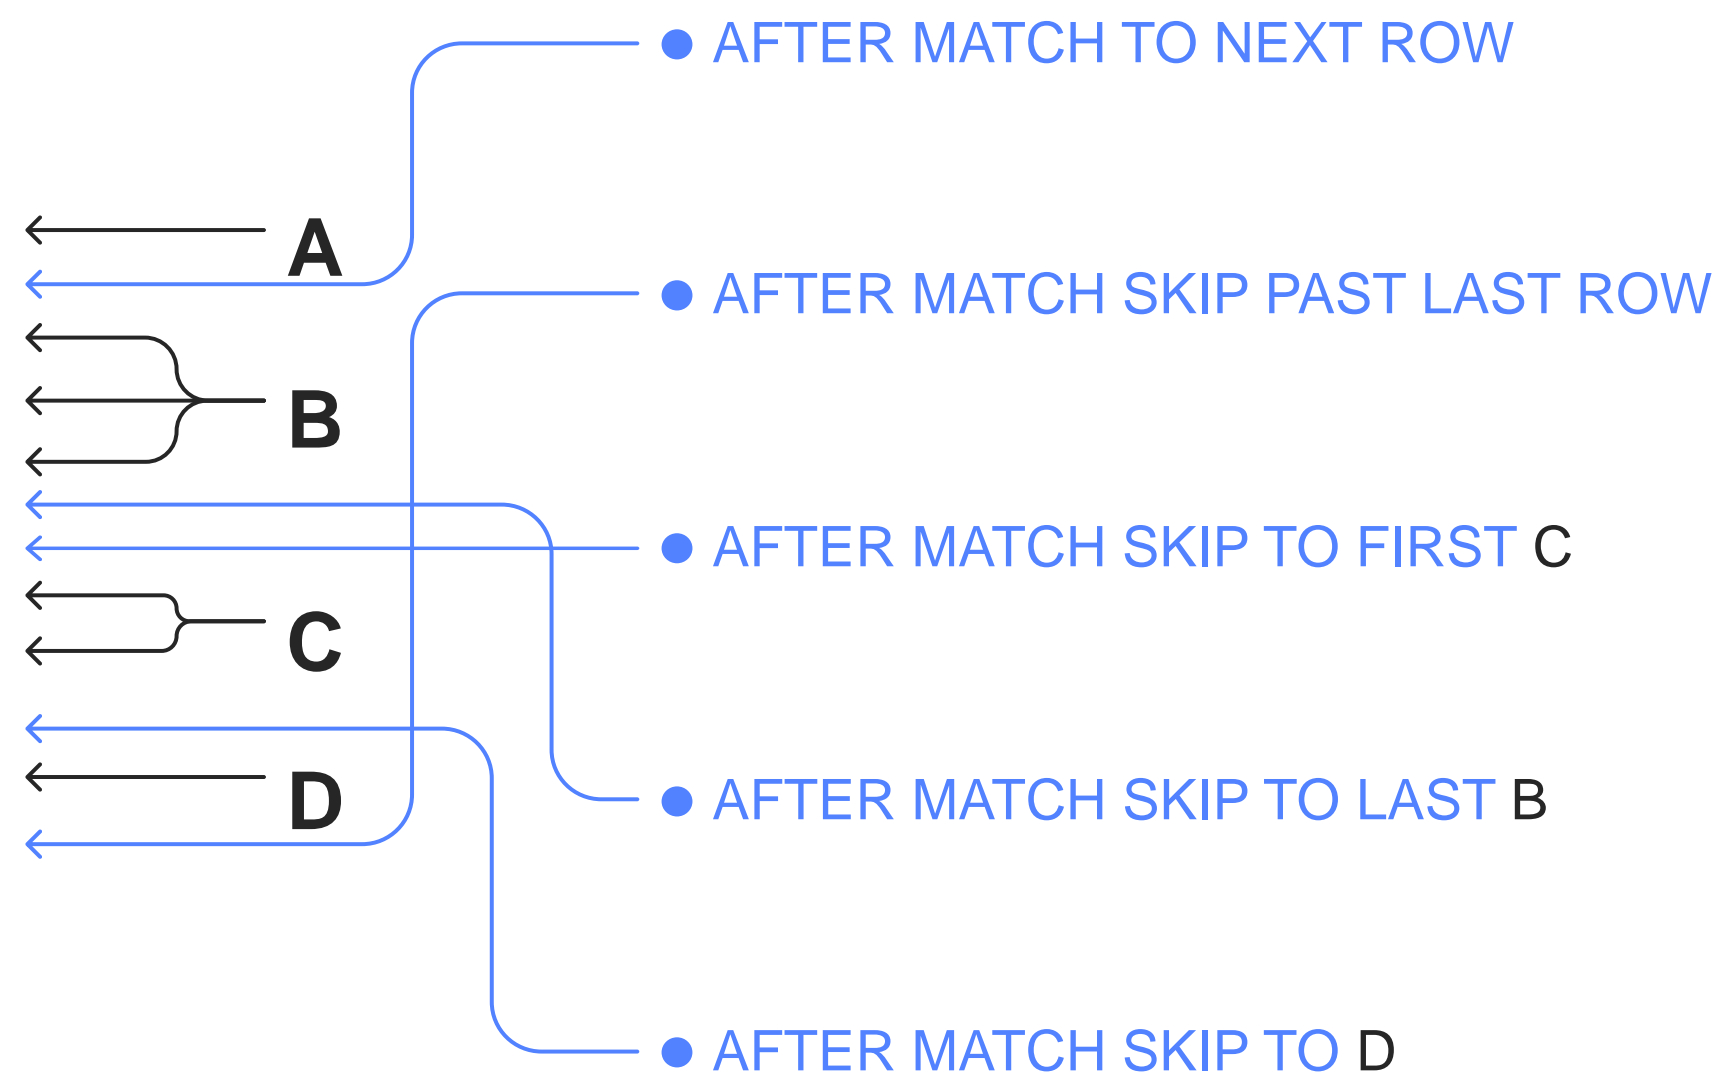 AFTER MATCH TO NEXT ROW
A
AFTER MATCH SKIP PAST LAST ROW
B
AFTER MATCH SKIP TO FIRST C
C
D
AFTER MATCH SKIP TO LAST B
AFTER MATCH SKIP TO D